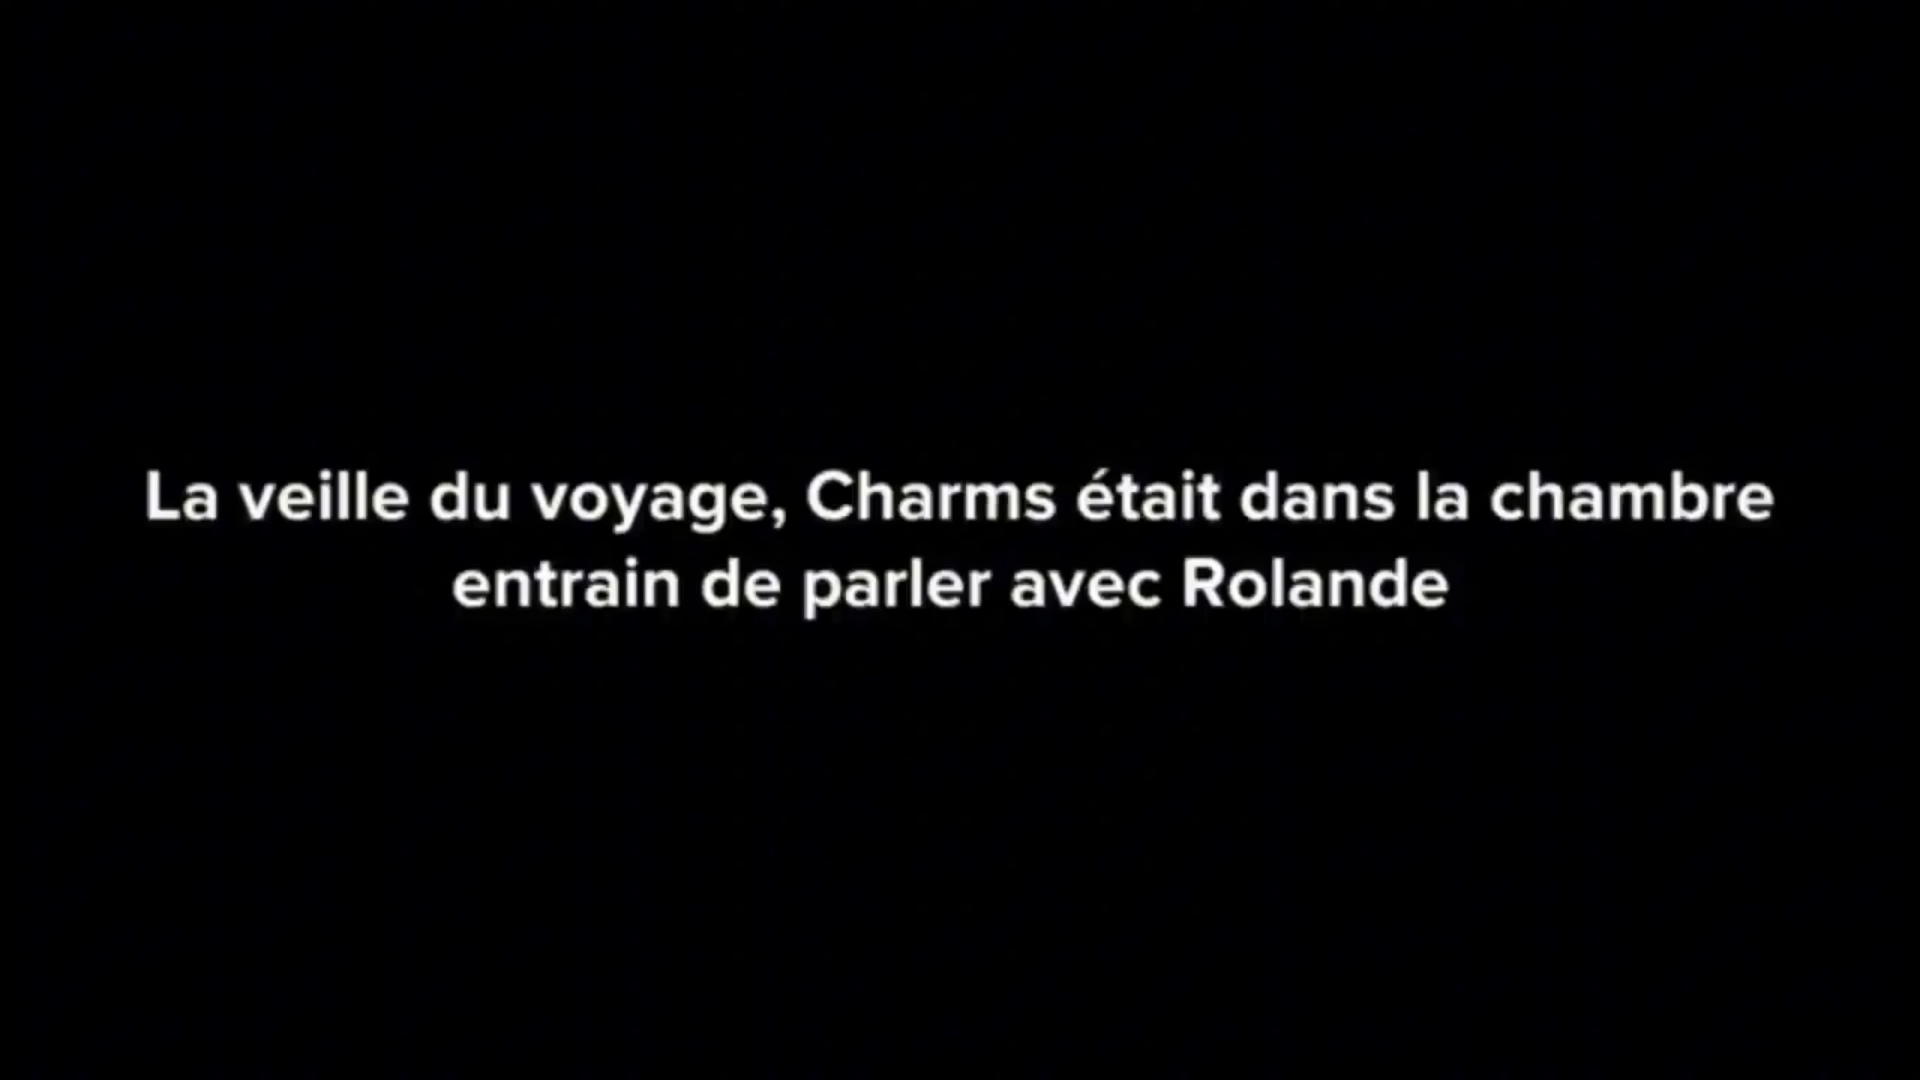 La veille du voyage, Charms était dans la chambre
entrain de parler avec Rolande